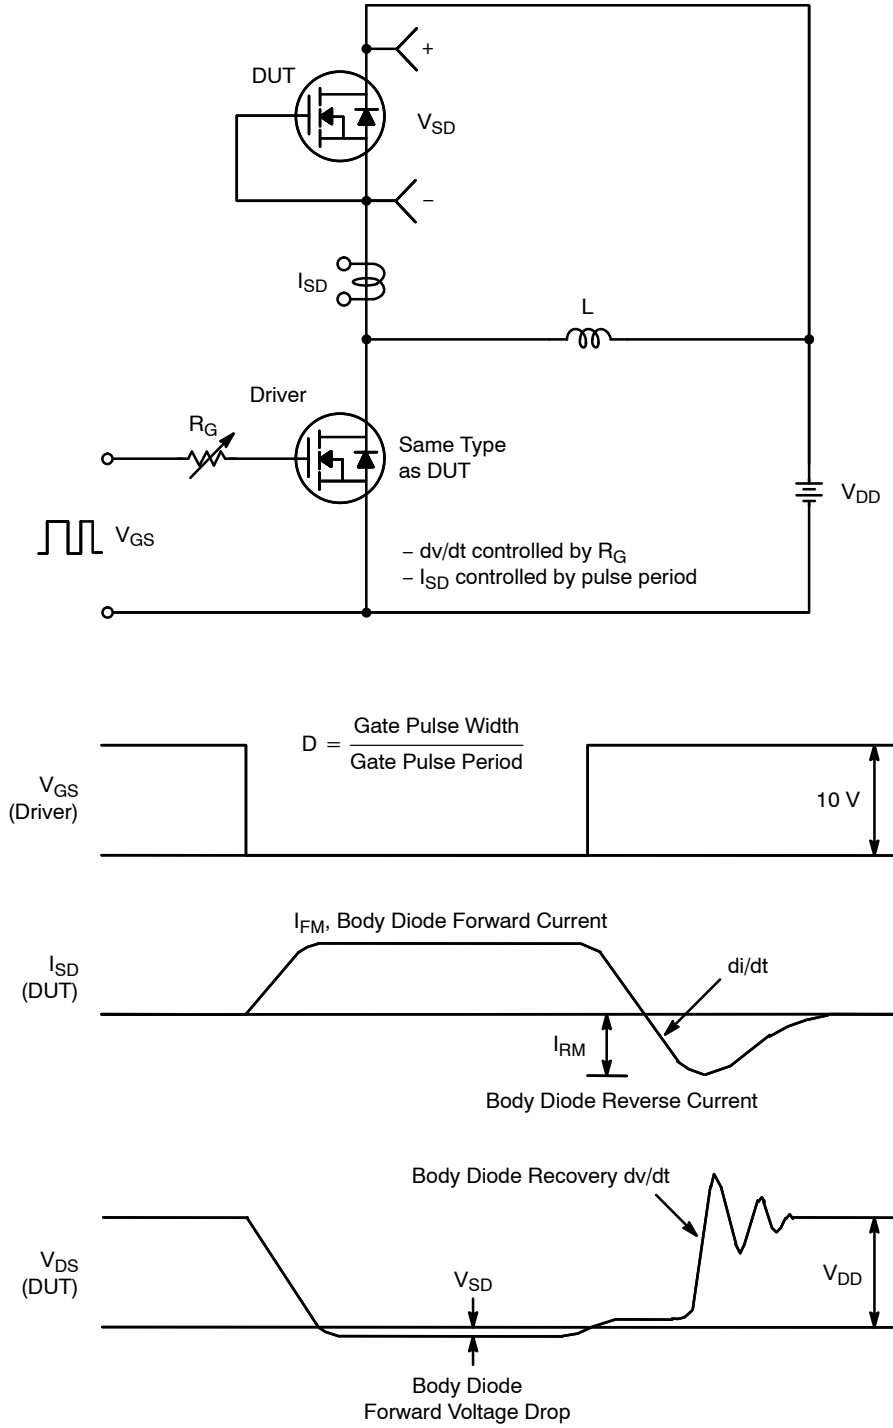 +
DUT
V_SD
−
I_SD
L
Driver
R_G
Same Type
as DUT
V_DD
V_GS
− dv/dt controlled by R_G
− I_SD controlled by pulse period
D = Gate Pulse Width
Gate Pulse Period
V_GS
(Driver)
10 V
I_FM, Body Diode Forward Current
I_SD
(DUT)
di/dt
I_RM
Body Diode Reverse Current
Body Diode Recovery dv/dt
V_DS
(DUT)
V_SD
V_DD
Body Diode
Forward Voltage Drop